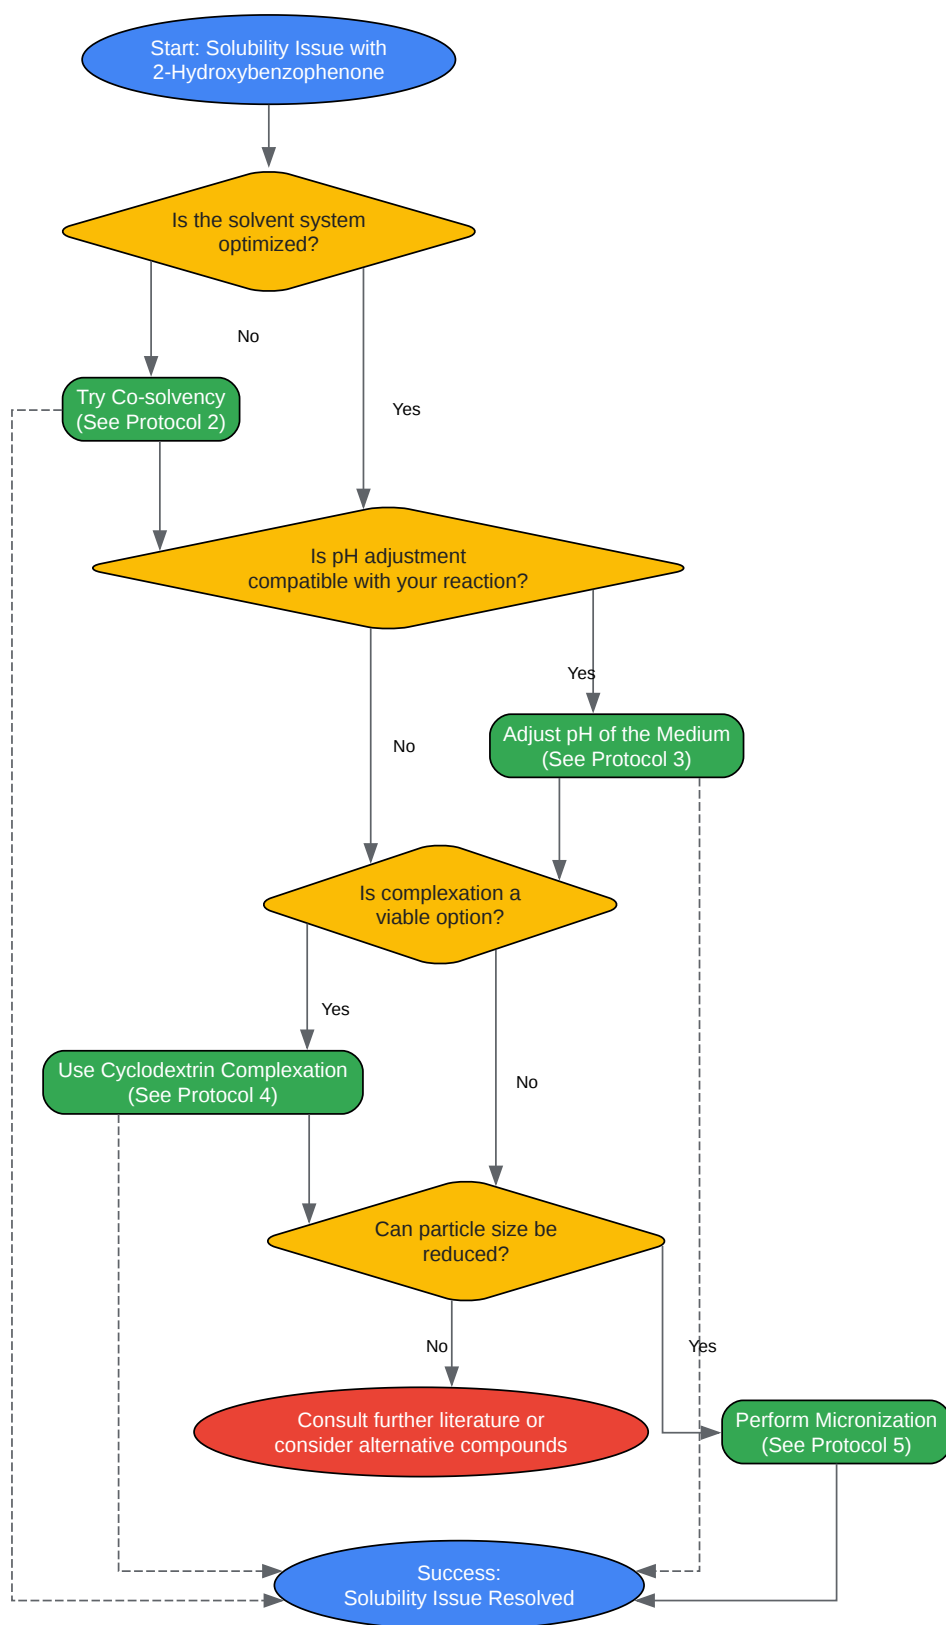 Start: Solubility Issue with
2-Hydroxybenzophenone
Is the solvent system
optimized?
No
Try Co-solvency
(See Protocol 2)
Yes
Is pH adjustment
compatible with your reaction?
Yes
Adjust pH of the Medium
(See Protocol 3)
No
Is complexation a
viable option?
Yes
Use Cyclodextrin Complexation
(See Protocol 4)
No
Can particle size be
reduced?
No
Yes
Consult further literature or
consider alternative compounds
Perform Micronization
(See Protocol 5)
Success:
Solubility Issue Resolved